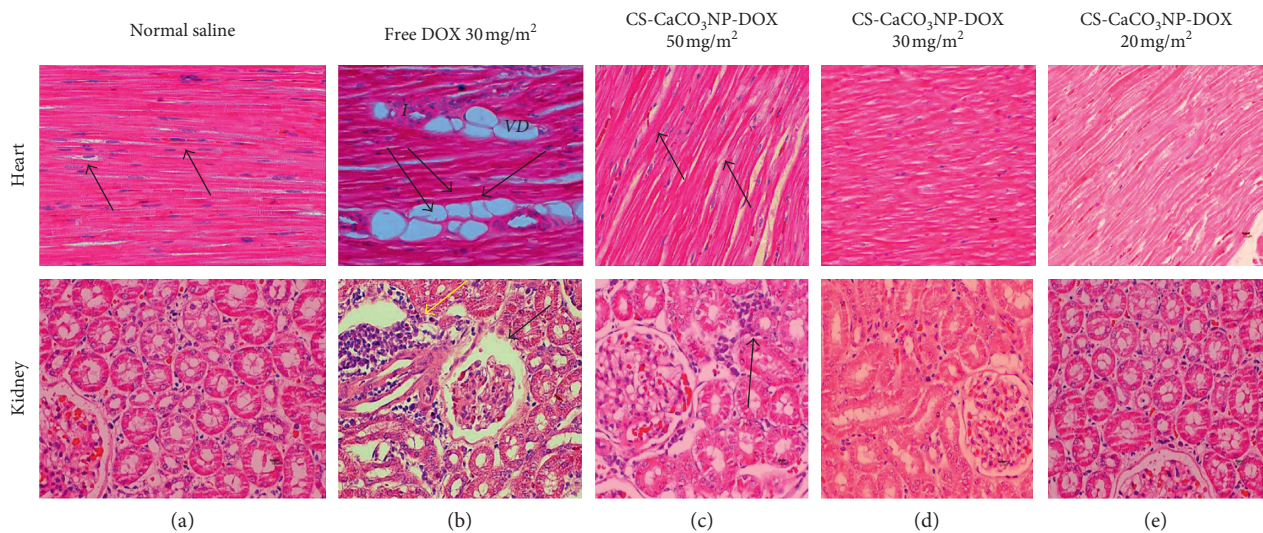 Normal saline
Free DOX 30 mg/m²
CS-CaCO₃NP-DOX
50 mg/m²
CS-CaCO₃NP-DOX
30 mg/m²
CS-CaCO₃NP-DOX
20 mg/m²
Heart
I
VD
Kidney
(a)
(b)
(c)
(d)
(e)